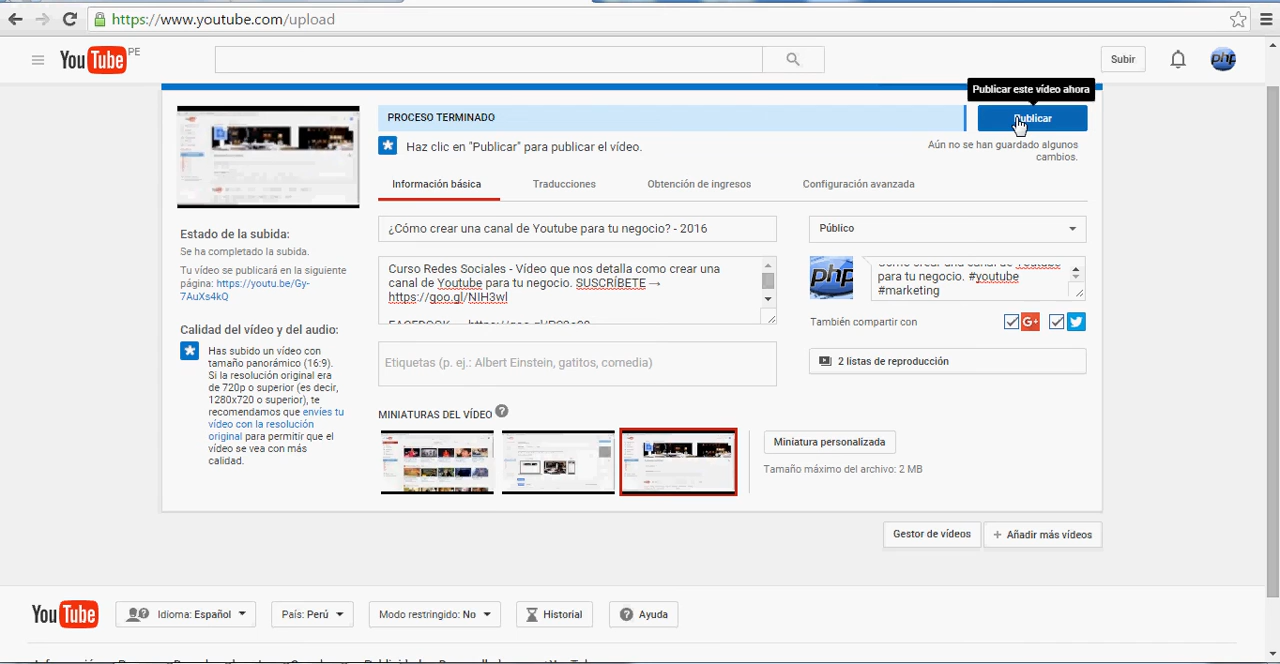 https://www.youtube.com/upload
YouTube PE
Subir
php
Publicar este vídeo ahora
PROCESO TERMINADO
Publicar
Haz clic en "Publicar" para publicar el vídeo.
Aún no se han guardado algunos
cambios.
Información básica
Traducciones
Obtención de ingresos
Configuración avanzada
Estado de la subida:
Se ha completado la subida.
Tu vídeo se publicará en la siguiente
página: https://youtu.be/Gy-
7AuXs4kQ
¿Cómo crear una canal de Youtube para tu negocio? - 2016
Curso Redes Sociales - Vídeo que nos detalla como crear una
canal de Youtube para tu negocio. SUSCRÍBETE →
https://goo.gl/NIH3wl
Etiquetas (p. ej.: Albert Einstein, gatitos, comedia)
Público
php
para tu negocio. #youtube
#marketing
También compartir con
G+
2 listas de reproducción
Calidad del vídeo y del audio:
Has subido un vídeo con
tamaño panorámico (16:9).
Si la resolución original era
de 720p o superior (es decir,
1280x720 o superior), te
recomendamos que envíes tu
vídeo con la resolución
original para permitir que el
vídeo se vea con más
calidad.
MINIATURAS DEL VÍDEO ?
Miniatura personalizada
Tamaño máximo del archivo: 2 MB
Gestor de vídeos
+ Añadir más vídeos
YouTube
Idioma: Español
País: Perú
Modo restringido: No
Historial
Ayuda